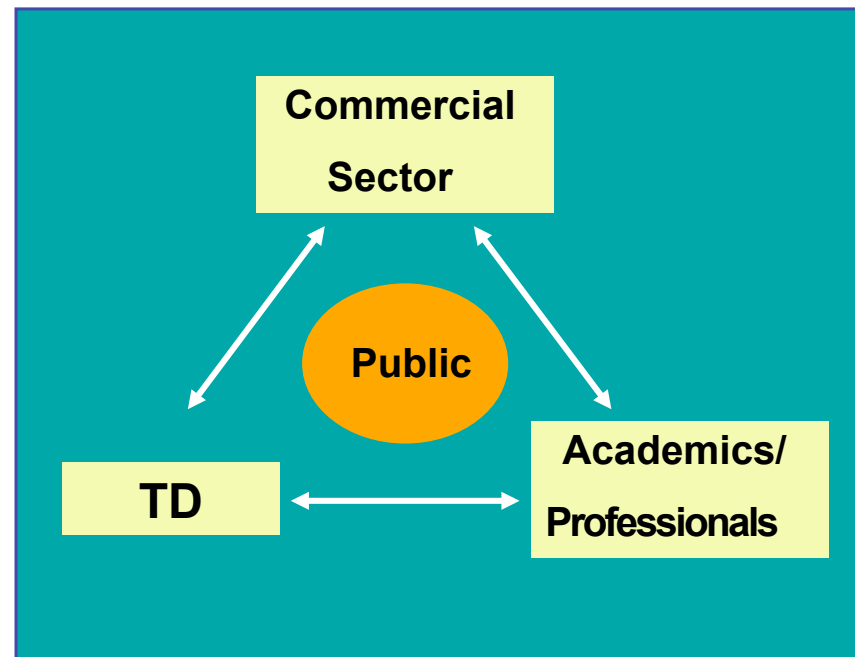 Commercial
Sector
Public
TD
Academics/
Professionals